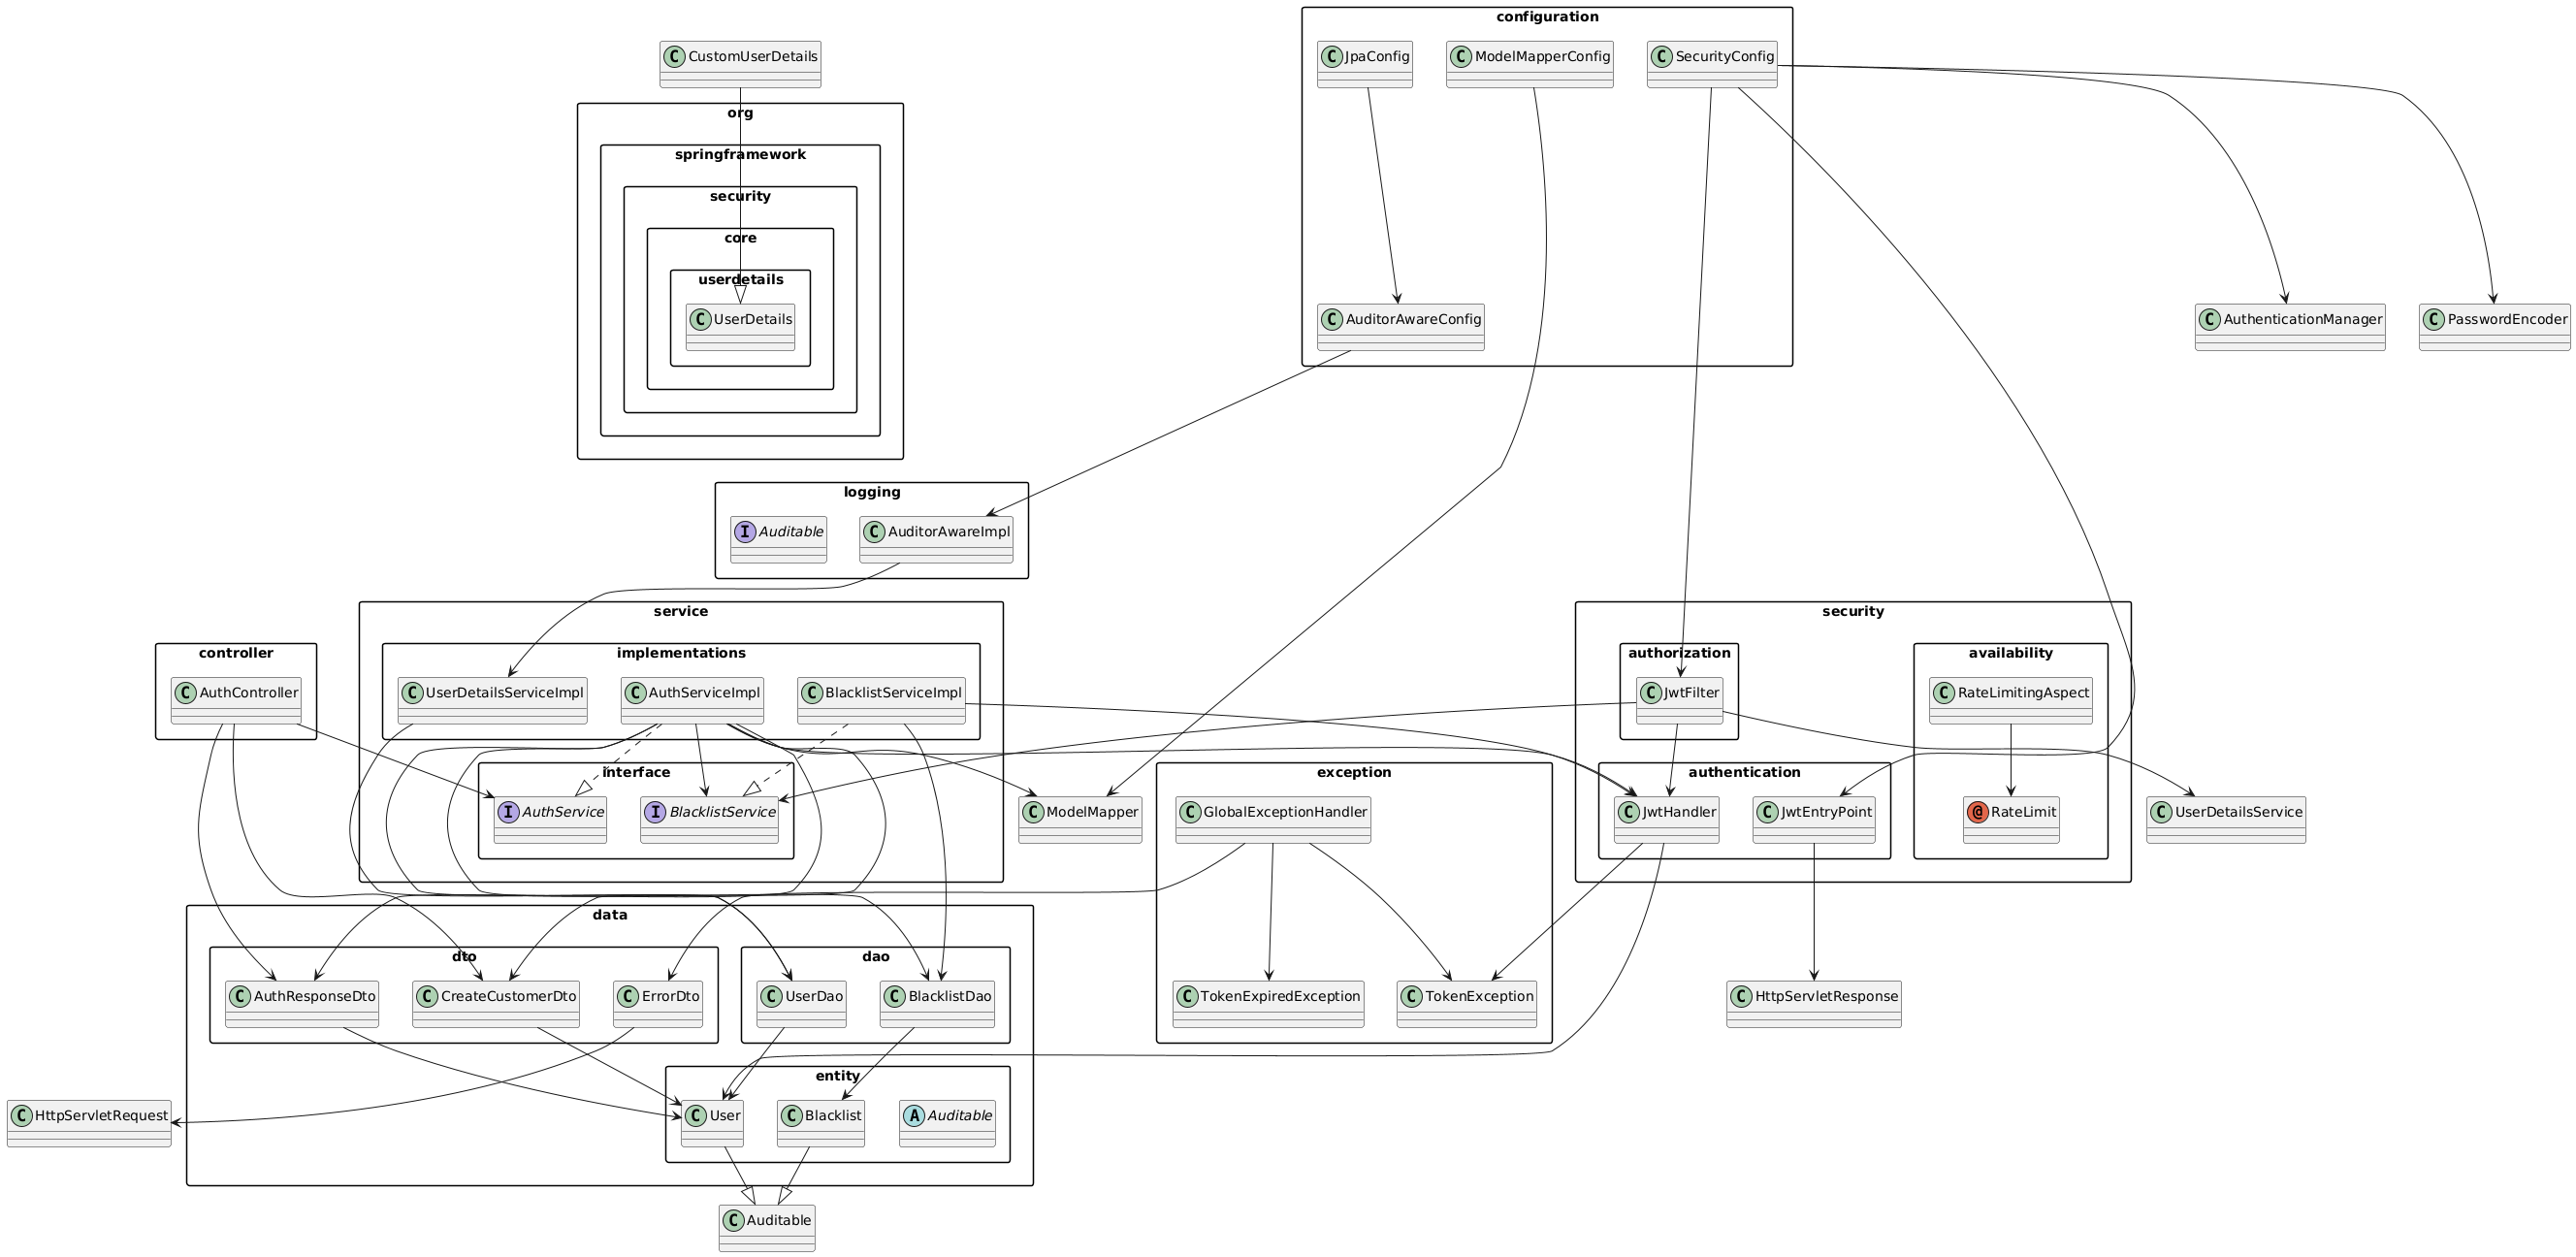 configuration
C CustomUserDetails
C JpaConfig
C ModelMapperConfig
C SecurityConfig
org
springframework
security
core
userdetails
C UserDetails
C AuditorAwareConfig
C AuthenticationManager
C PasswordEncoder
logging
I Auditable
C AuditorAwareImpl
service
security
controller
implementations
authorization
availability
C AuthController
C UserDetailsServiceImpl
C AuthServiceImpl
C BlacklistServiceImpl
C JwtFilter
C RateLimitingAspect
interface
exception
authentication
I AuthService
I BlacklistService
C ModelMapper
C GlobalExceptionHandler
C JwtHandler
C JwtEntryPoint
@ RateLimit
C UserDetailsService
data
dto
dao
C AuthResponseDto
C CreateCustomerDto
C ErrorDto
C UserDao
C BlacklistDao
C TokenExpiredException
C TokenException
C HttpServletResponse
entity
C HttpServletRequest
C User
C Blacklist
A Auditable
C Auditable